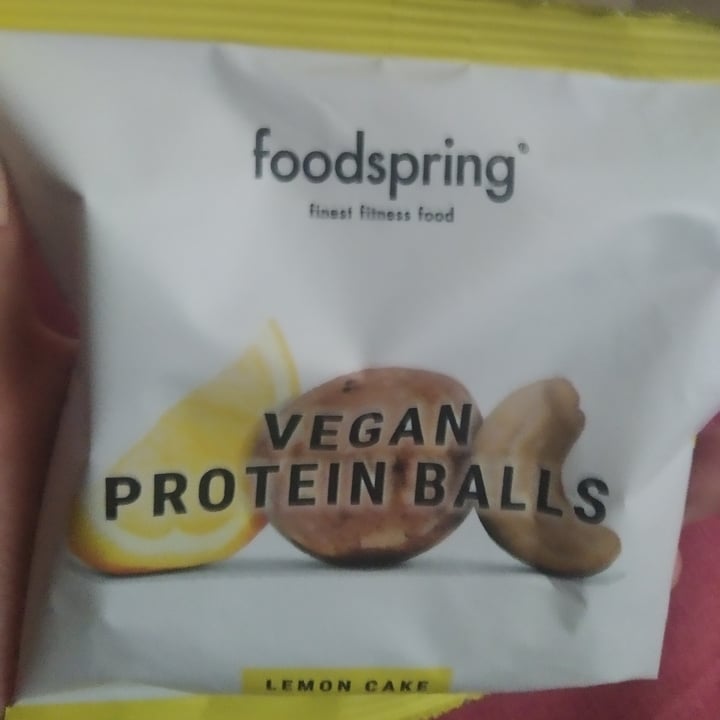 foodspring®
finest fitness food
VEGAN
PROTEIN BALLS
LEMON CAKE